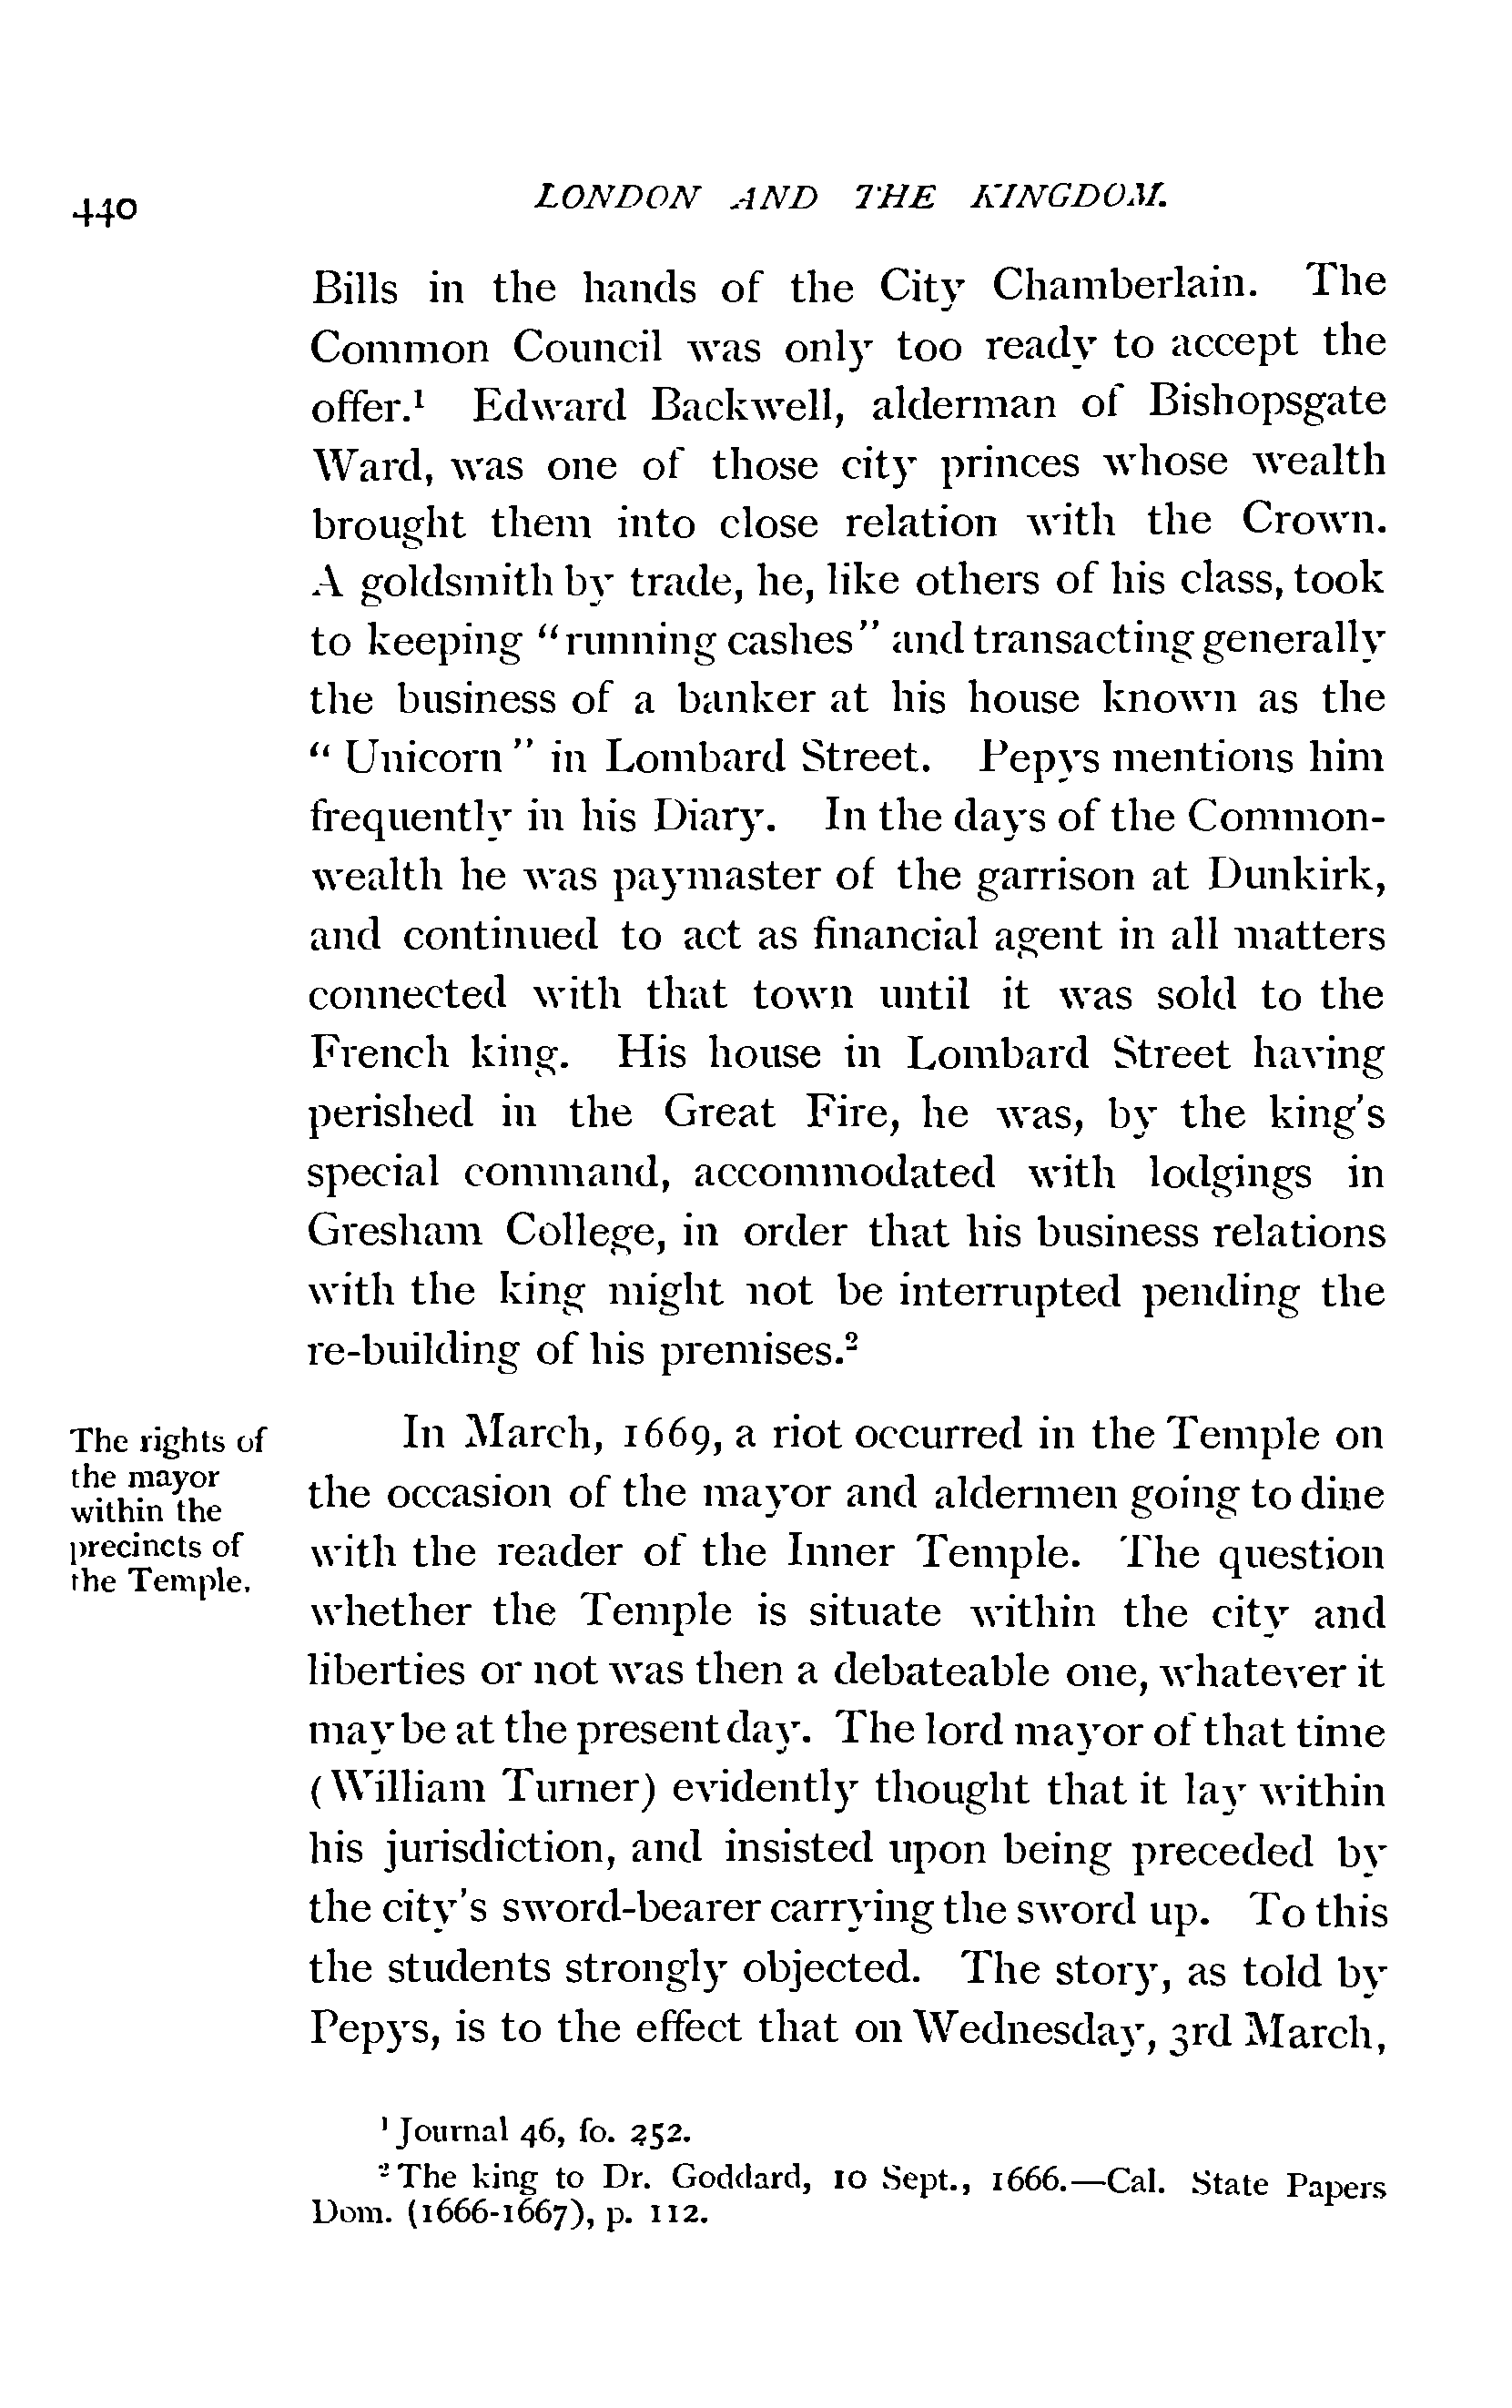 440
LONDON AND THE KINGDOM.
Bills in the hands of the City Chamberlain. The
Common Council was only too ready to accept the
offer.¹ Edward Backwell, alderman of Bishopsgate
Ward, was one of those city princes whose wealth
brought them into close relation with the Crown.
A goldsmith by trade, he, like others of his class, took
to keeping "running cashes" and transacting generally
the business of a banker at his house known as the
"Unicorn" in Lombard Street. Pepys mentions him
frequently in his Diary. In the days of the Common-
wealth he was paymaster of the garrison at Dunkirk,
and continued to act as financial agent in all matters
connected with that town until it was sold to the
French king. His house in Lombard Street having
perished in the Great Fire, he was, by the king's
special command, accommodated with lodgings in
Gresham College, in order that his business relations
with the king might not be interrupted pending the
re-building of his premises.²
The rights of
the mayor
within the
precincts of
the Temple.
In March, 1669, a riot occurred in the Temple on
the occasion of the mayor and aldermen going to dine
with the reader of the Inner Temple. The question
whether the Temple is situate within the city and
liberties or not was then a debateable one, whatever it
may be at the present day. The lord mayor of that time
(William Turner) evidently thought that it lay within
his jurisdiction, and insisted upon being preceded by
the city's sword-bearer carrying the sword up. To this
the students strongly objected. The story, as told by
Pepys, is to the effect that on Wednesday, 3rd March,
¹ Journal 46, fo. 252.
² The king to Dr. Goddard, 10 Sept., 1666.—Cal. State Papers
Dom. (1666-1667), p. 112.